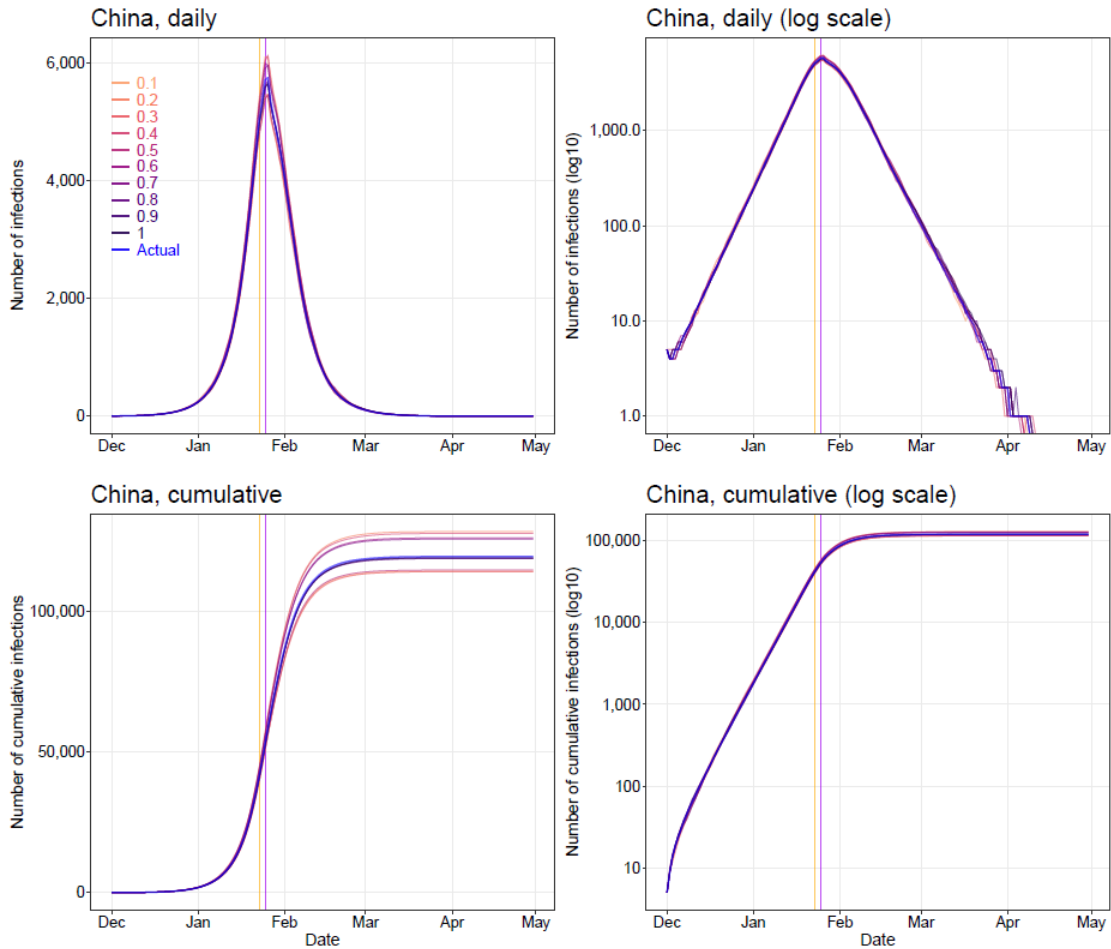 China, daily
Number of infections
6,000
4,000
2,000
0
0.1
0.2
0.3
0.4
0.5
0.6
0.7
0.8
0.9
1
Actual
Dec Jan Feb Mar Apr May
China, daily (log scale)
Number of infections (log10)
1,000.0
100.0
10.0
1.0
Dec Jan Feb Mar Apr May
China, cumulative
Number of cumulative infections
100,000
50,000
0
Dec Jan Feb Mar Apr May
Date
China, cumulative (log scale)
Number of cumulative infections (log10)
100,000
10,000
1,000
100
10
Dec Jan Feb Mar Apr May
Date